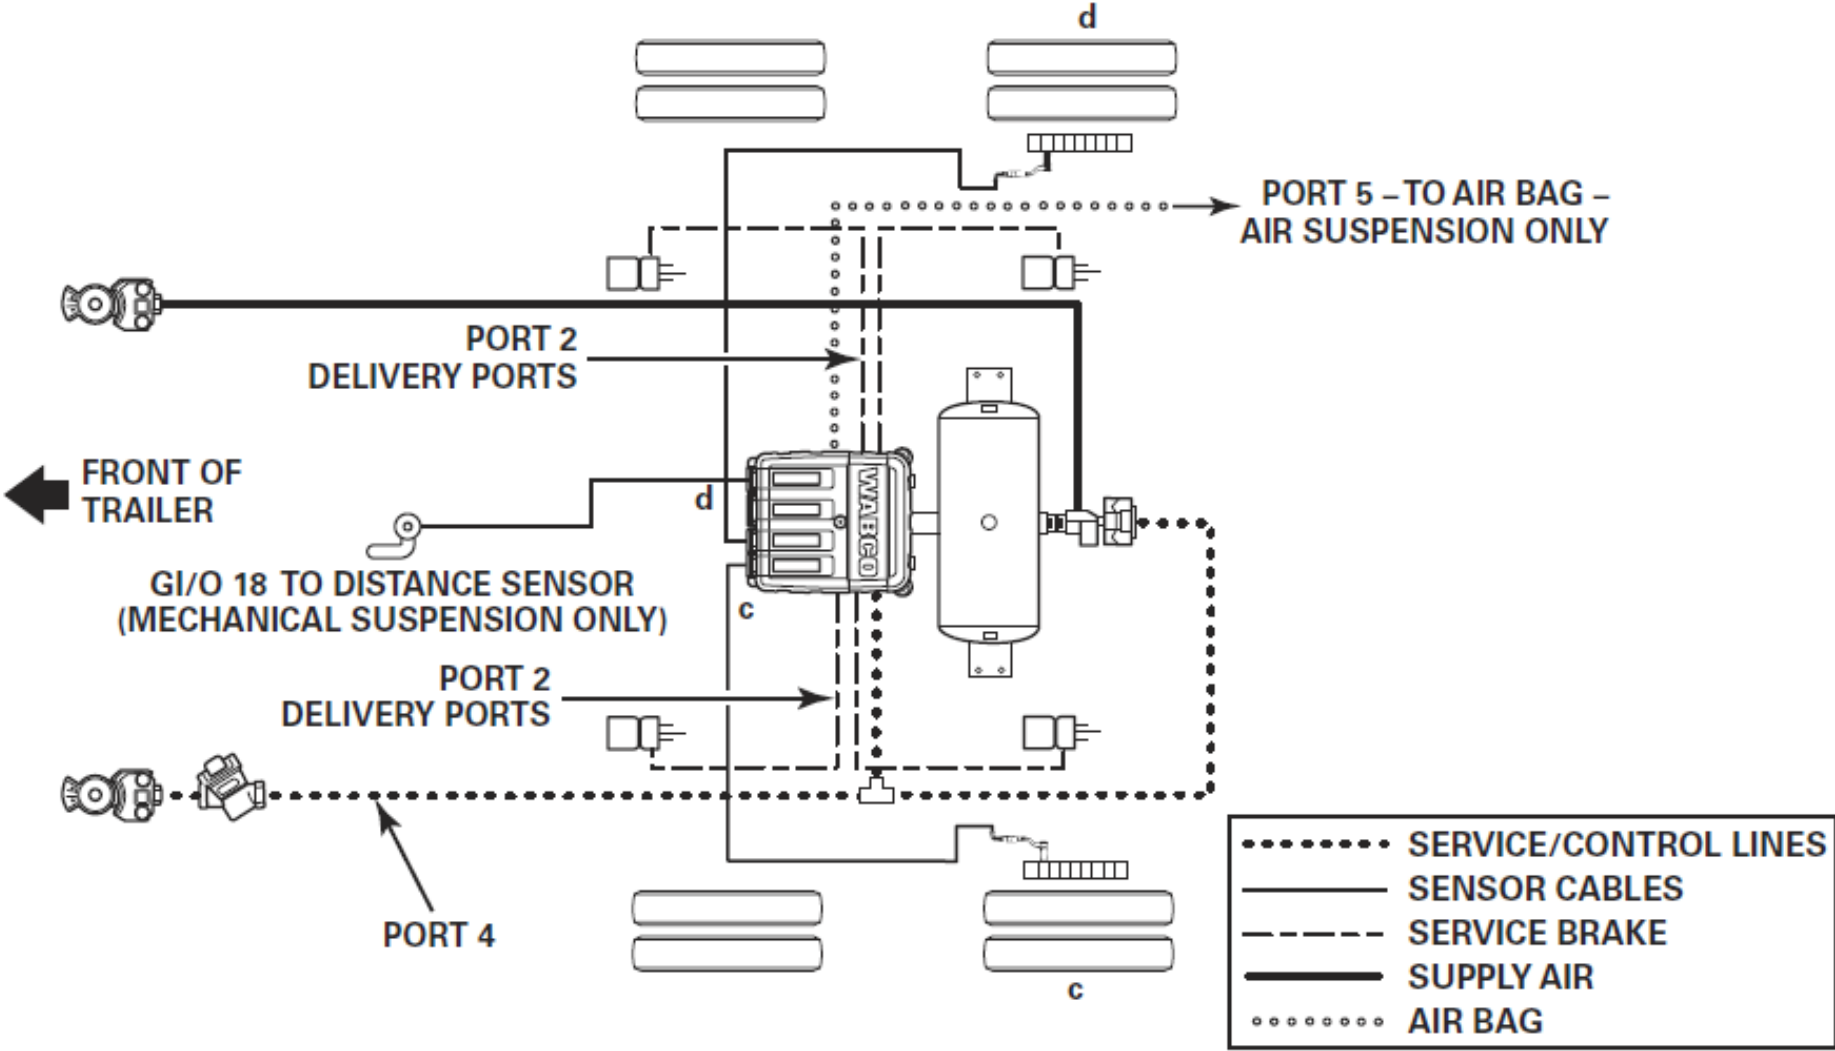 d
PORT 5 – TO AIR BAG –
AIR SUSPENSION ONLY
PORT 2
DELIVERY PORTS
FRONT OF
TRAILER
d
WABCO
GI/O 18 TO DISTANCE SENSOR
(MECHANICAL SUSPENSION ONLY)
c
PORT 2
DELIVERY PORTS
PORT 4
c
SERVICE/CONTROL LINES
SENSOR CABLES
SERVICE BRAKE
SUPPLY AIR
AIR BAG